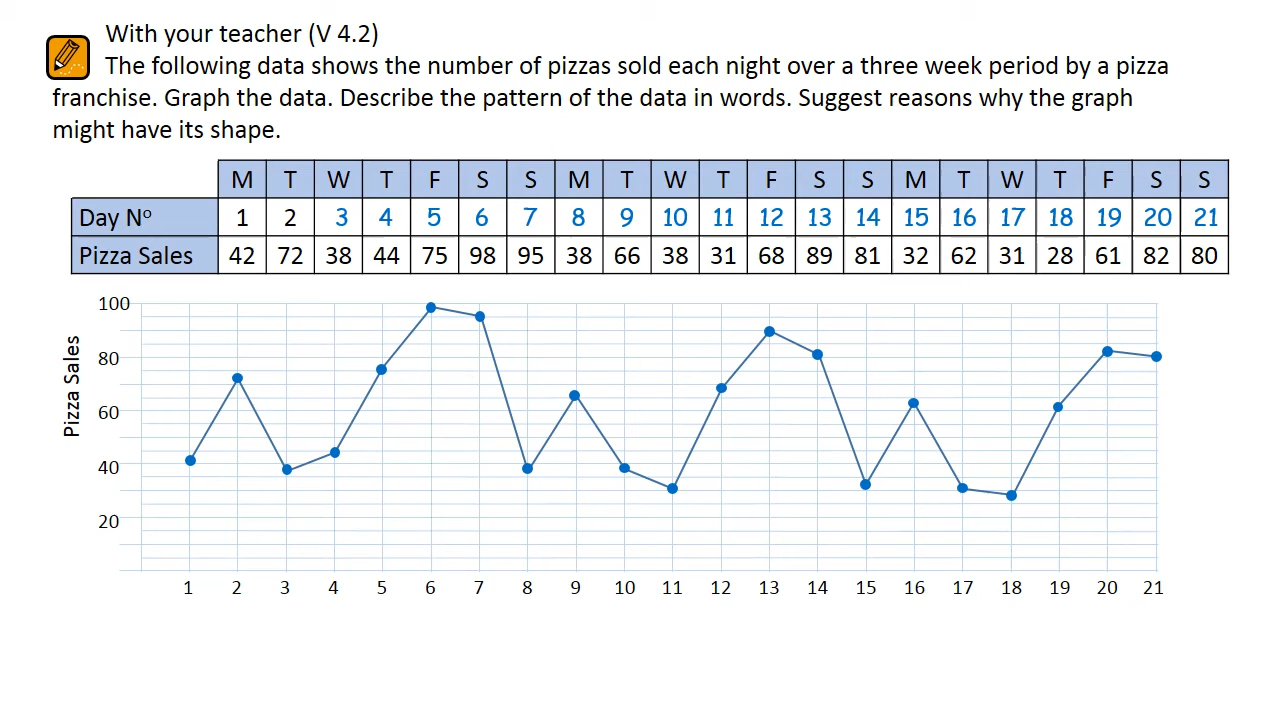 With your teacher (V 4.2)
The following data shows the number of pizzas sold each night over a three week period by a pizza
franchise. Graph the data. Describe the pattern of the data in words. Suggest reasons why the graph
might have its shape.
M T W T F S S M T W T F S S M T W T F S S
Day Nº 1 2 3 4 5 6 7 8 9 10 11 12 13 14 15 16 17 18 19 20 21
Pizza Sales 42 72 38 44 75 98 95 38 66 38 31 68 89 81 32 62 31 28 61 82 80
100
80
60
40
20
Pizza Sales
1 2 3 4 5 6 7 8 9 10 11 12 13 14 15 16 17 18 19 20 21